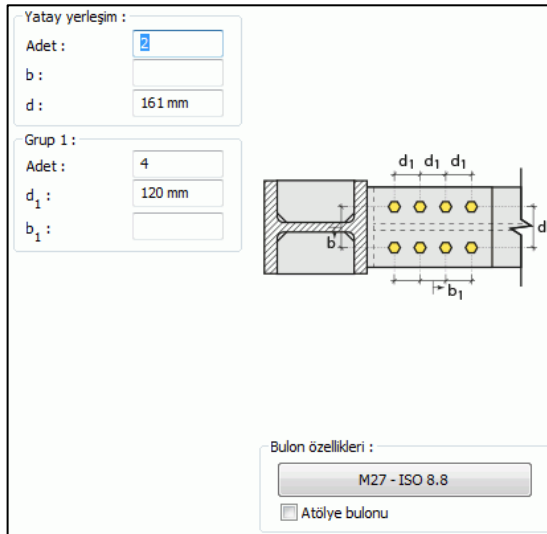 Yatay yerleşim :
Adet :
2
b :
d :
161 mm
Grup 1 :
Adet :
4
d1 :
120 mm
b1 :
d1 d1 d1
b
d
b1
Bulon özellikleri :
M27 - ISO 8.8
Atölye bulonu